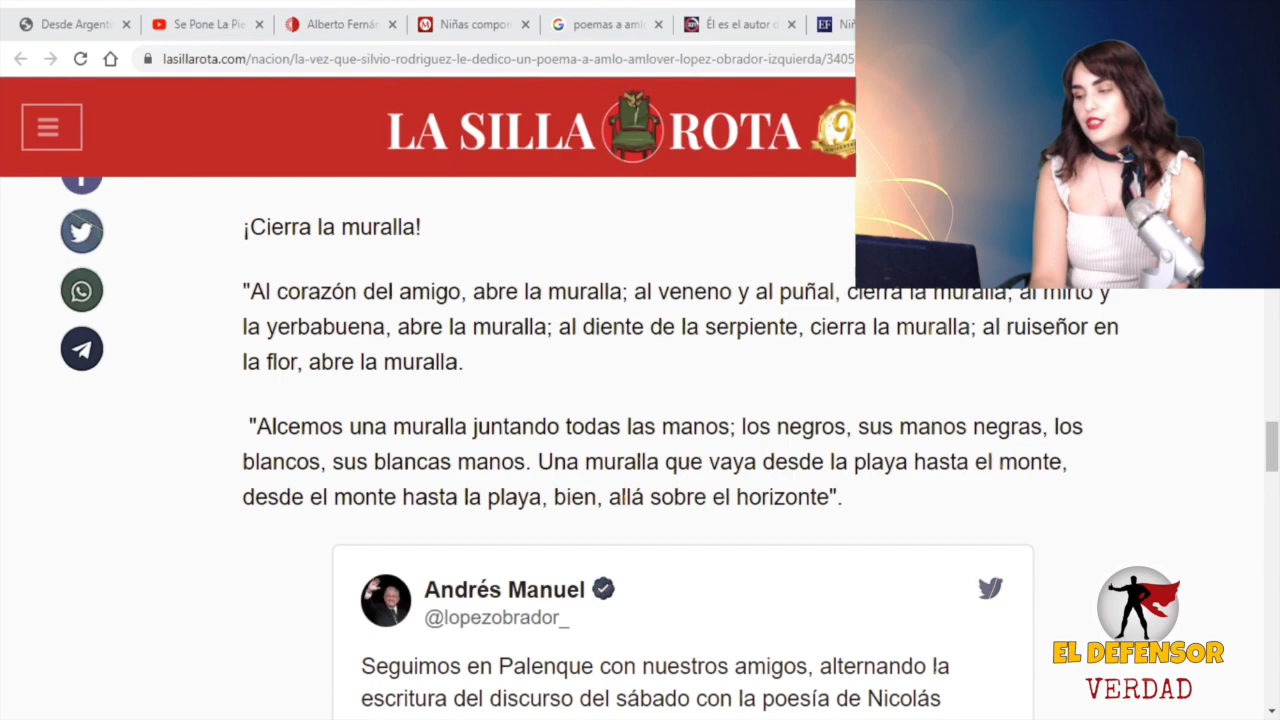 Desde Argenti
Se Pone La Pie
Alberto Fernán
Niñas compon
poemas a amlo
Él es el autor d
EF Niñ
lasillarota.com/nacion/la-vez-que-silvio-rodriguez-le-dedico-un-poema-a-amlo-amlover-lopez-obrador-izquierda/3405
LA SILLA ROTA 9
¡Cierra la muralla!
"Al corazón del amigo, abre la muralla; al veneno y al puñal, cierra la muralla; al mirto y
la yerbabuena, abre la muralla; al diente de la serpiente, cierra la muralla; al ruiseñor en
la flor, abre la muralla.
"Alcemos una muralla juntando todas las manos; los negros, sus manos negras, los
blancos, sus blancas manos. Una muralla que vaya desde la playa hasta el monte,
desde el monte hasta la playa, bien, allá sobre el horizonte".
Andrés Manuel
@lopezobrador_
Seguimos en Palenque con nuestros amigos, alternando la
escritura del discurso del sábado con la poesía de Nicolás
EL DEFENSOR
VERDAD